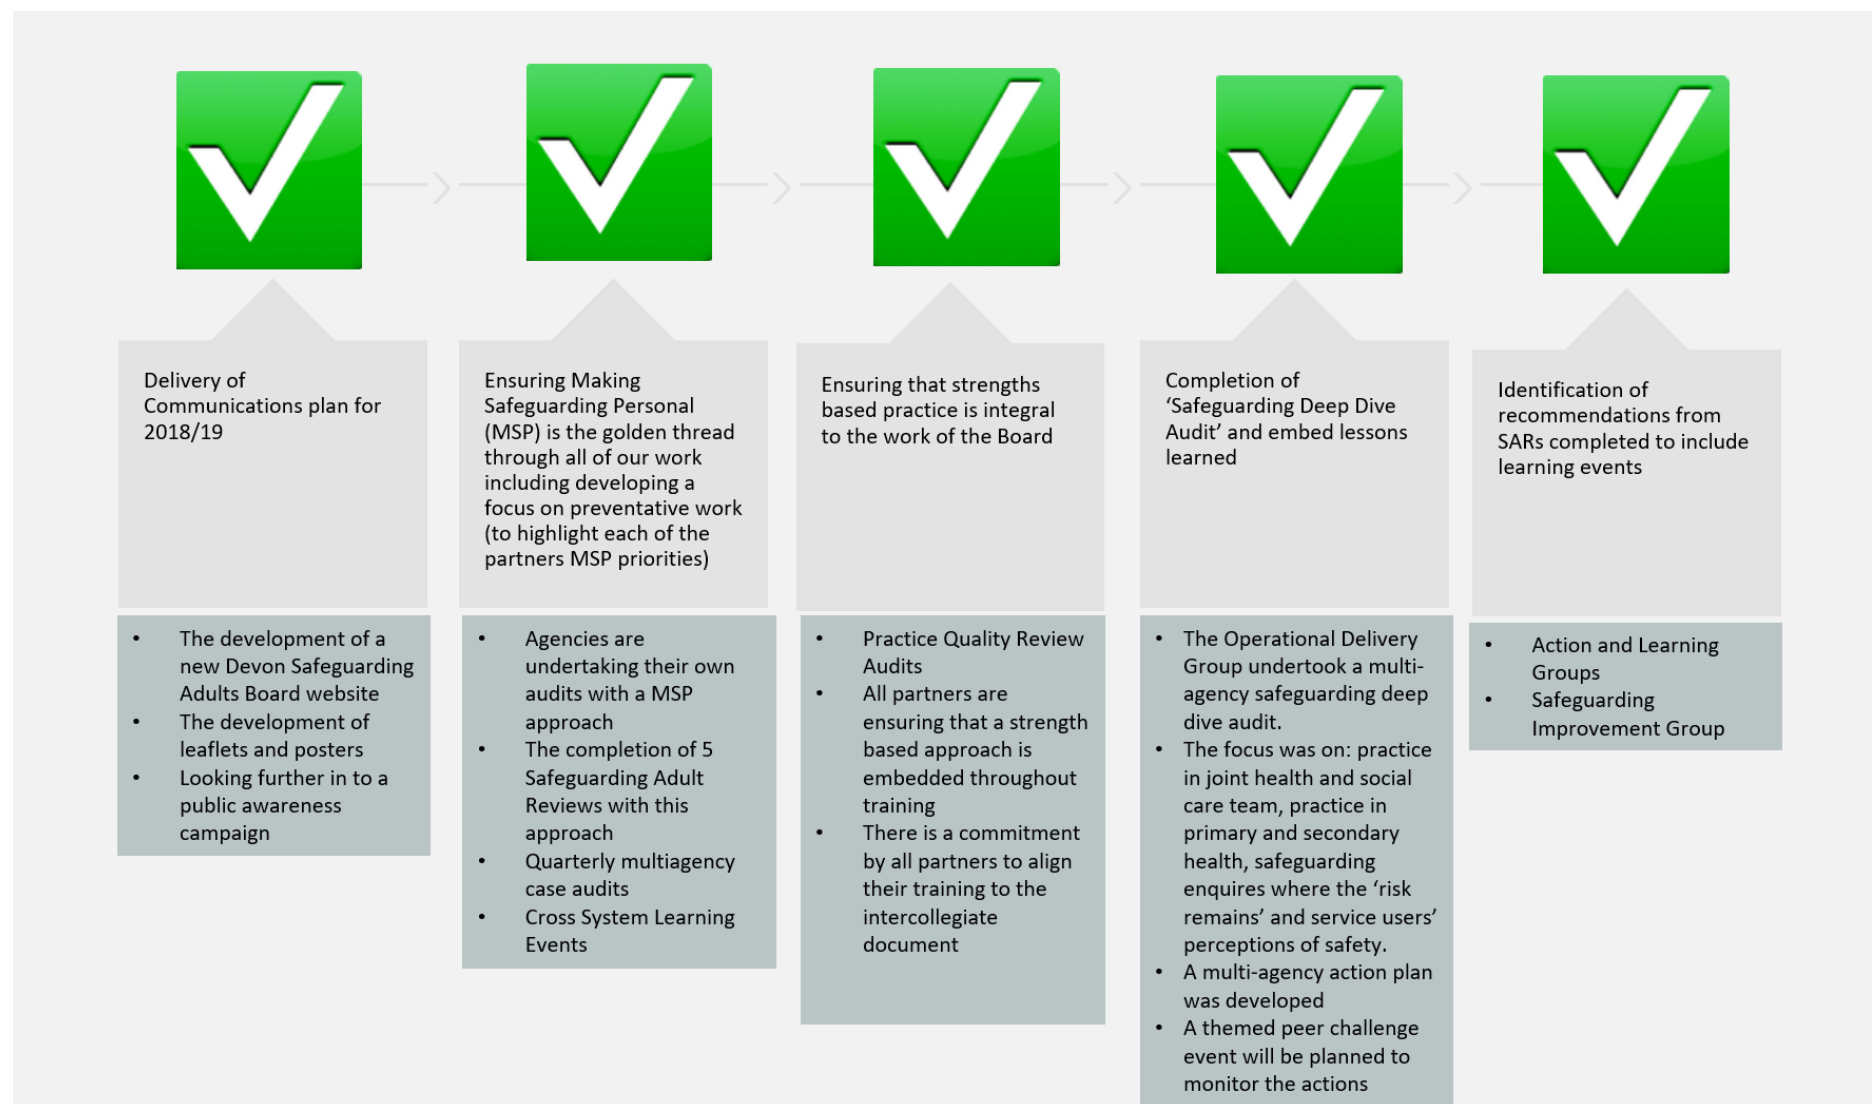 Delivery of
Communications plan for
2018/19
Ensuring Making
Safeguarding Personal
(MSP) is the golden thread
through all of our work
including developing a
focus on preventative work
(to highlight each of the
partners MSP priorities)
Ensuring that strengths
based practice is integral
to the work of the Board
Completion of
‘Safeguarding Deep Dive
Audit’ and embed lessons
learned
Identification of
recommendations from
SARs completed to include
learning events
• The development of a
new Devon Safeguarding
Adults Board website
• The development of
leaflets and posters
• Looking further in to a
public awareness
campaign
• Agencies are
undertaking their own
audits with a MSP
approach
• The completion of 5
Safeguarding Adult
Reviews with this
approach
• Quarterly multiagency
case audits
• Cross System Learning
Events
• Practice Quality Review
Audits
• All partners are
ensuring that a strength
based approach is
embedded throughout
training
• There is a commitment
by all partners to align
their training to the
intercollegiate
document
• The Operational Delivery
Group undertook a multi-
agency safeguarding deep
dive audit.
• The focus was on: practice
in joint health and social
care team, practice in
primary and secondary
health, safeguarding
enquires where the ‘risk
remains’ and service users’
perceptions of safety.
• A multi-agency action plan
was developed
• A themed peer challenge
event will be planned to
monitor the actions
• Action and Learning
Groups
• Safeguarding
Improvement Group